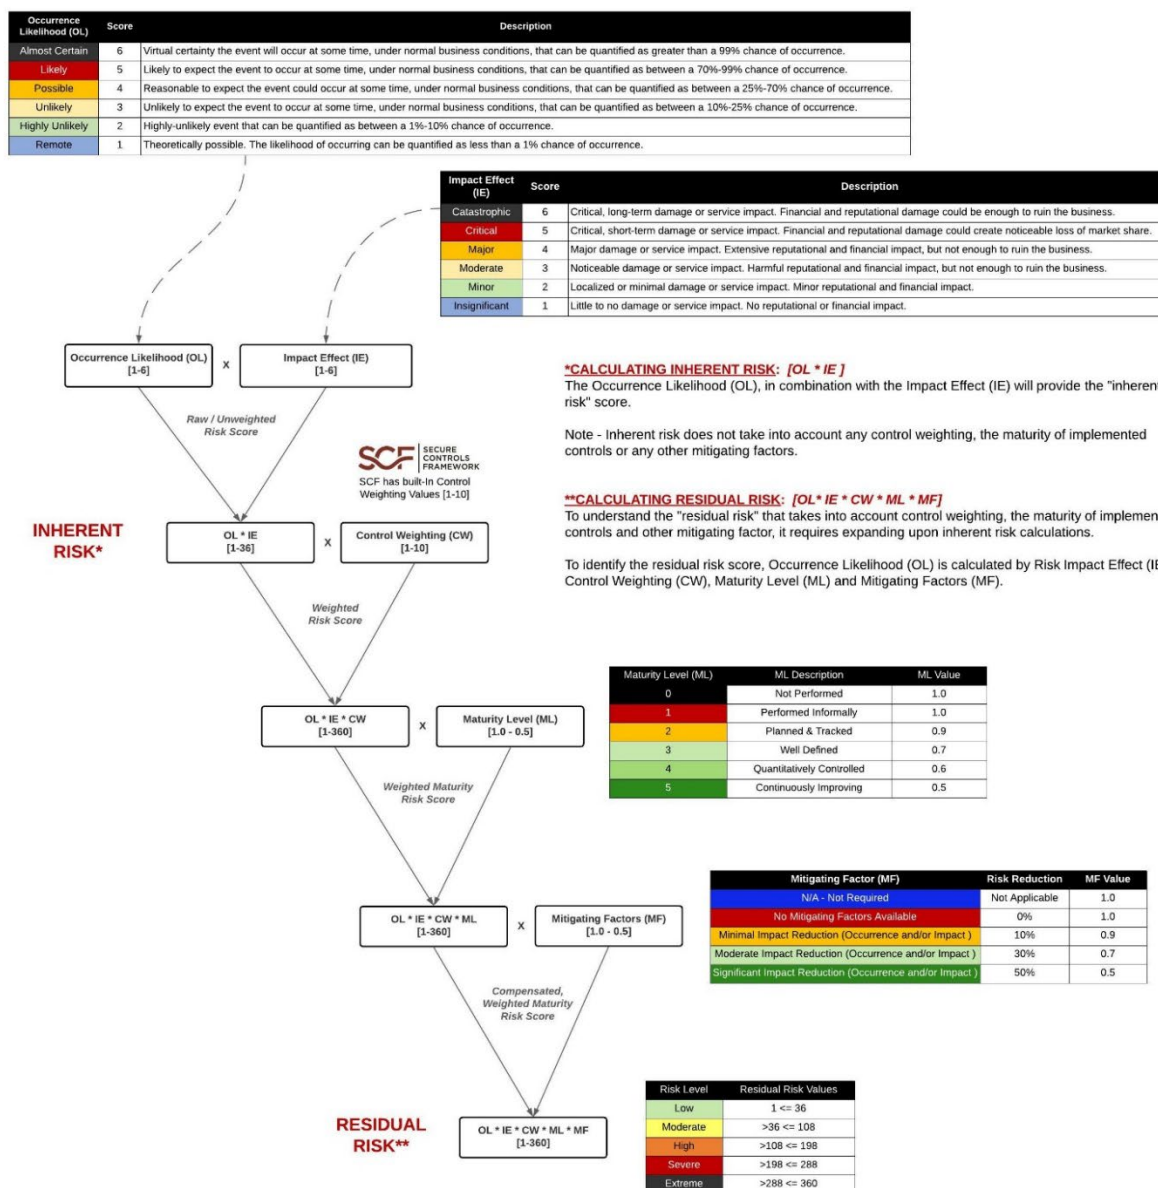 Occurrence Likelihood (OL) Score Description
Almost Certain 6 Virtual certainty the event will occur at some time, under normal business conditions, that can be quantified as greater than a 99% chance of occurrence.
Likely 5 Likely to expect the event to occur at some time, under normal business conditions, that can be quantified as between a 70%-99% chance of occurrence.
Possible 4 Reasonable to expect the event could occur at some time, under normal business conditions, that can be quantified as between a 25%-70% chance of occurrence.
Unlikely 3 Unlikely to expect the event to occur at some time, under normal business conditions, that can be quantified as between a 10%-25% chance of occurrence.
Highly Unlikely 2 Highly-unlikely event that can be quantified as between a 1%-10% chance of occurrence.
Remote 1 Theoretically possible. The likelihood of occurring can be quantified as less than a 1% chance of occurrence.
Impact Effect (IE) Score Description
Catastrophic 6 Critical, long-term damage or service impact. Financial and reputational damage could be enough to ruin the business.
Critical 5 Critical, short-term damage or service impact. Financial and reputational damage could create noticeable loss of market share.
Major 4 Major damage or service impact. Extensive reputational and financial impact, but not enough to ruin the business.
Moderate 3 Noticeable damage or service impact. Harmful reputational and financial impact, but not enough to ruin the business.
Minor 2 Localized or minimal damage or service impact. Minor reputational and financial impact.
Insignificant 1 Little to no damage or service impact. No reputational or financial impact.
Occurrence Likelihood (OL) x Impact Effect (IE)
[1-6] [1-6]
Raw / Unweighted
Risk Score
*CALCULATING INHERENT RISK: [OL * IE ]
The Occurrence Likelihood (OL), in combination with the Impact Effect (IE) will provide the "inherent
risk" score.
Note - Inherent risk does not take into account any control weighting, the maturity of implemented
controls or any other mitigating factors.
SCF SECURE
CONTROLS
FRAMEWORK
SCF has built-In Control
Weighting Values [1-10]
**CALCULATING RESIDUAL RISK: [OL* IE * CW * ML * MF]
To understand the "residual risk" that takes into account control weighting, the maturity of implemen
controls and other mitigating factor, it requires expanding upon inherent risk calculations.
To identify the residual risk score, Occurrence Likelihood (OL) is calculated by Risk Impact Effect (IE
Control Weighting (CW), Maturity Level (ML) and Mitigating Factors (MF).
INHERENT
RISK*
OL * IE x Control Weighting (CW)
[1-36] [1-10]
Weighted
Risk Score
OL * IE * CW x Maturity Level (ML)
[1-360] [1.0 - 0.5]
Weighted Maturity
Risk Score
Maturity Level (ML) ML Description ML Value
0 Not Performed 1.0
1 Performed Informally 1.0
2 Planned & Tracked 0.9
3 Well Defined 0.7
4 Quantitatively Controlled 0.6
5 Continuously Improving 0.5
OL * IE * CW * ML x Mitigating Factors (MF)
[1-360] [1.0 - 0.5]
Compensated,
Weighted Maturity
Risk Score
Mitigating Factor (MF) Risk Reduction MF Value
N/A - Not Required Not Applicable 1.0
No Mitigating Factors Available 0% 1.0
Minimal Impact Reduction (Occurrence and/or Impact ) 10% 0.9
Moderate Impact Reduction (Occurrence and/or Impact ) 30% 0.7
Significant Impact Reduction (Occurrence and/or Impact ) 50% 0.5
RESIDUAL
RISK**
OL * IE * CW * ML * MF
[1-360]
Risk Level Residual Risk Values
Low 1 <= 36
Moderate >36 <= 108
High >108 <= 198
Severe >198 <= 288
Extreme >288 <= 360